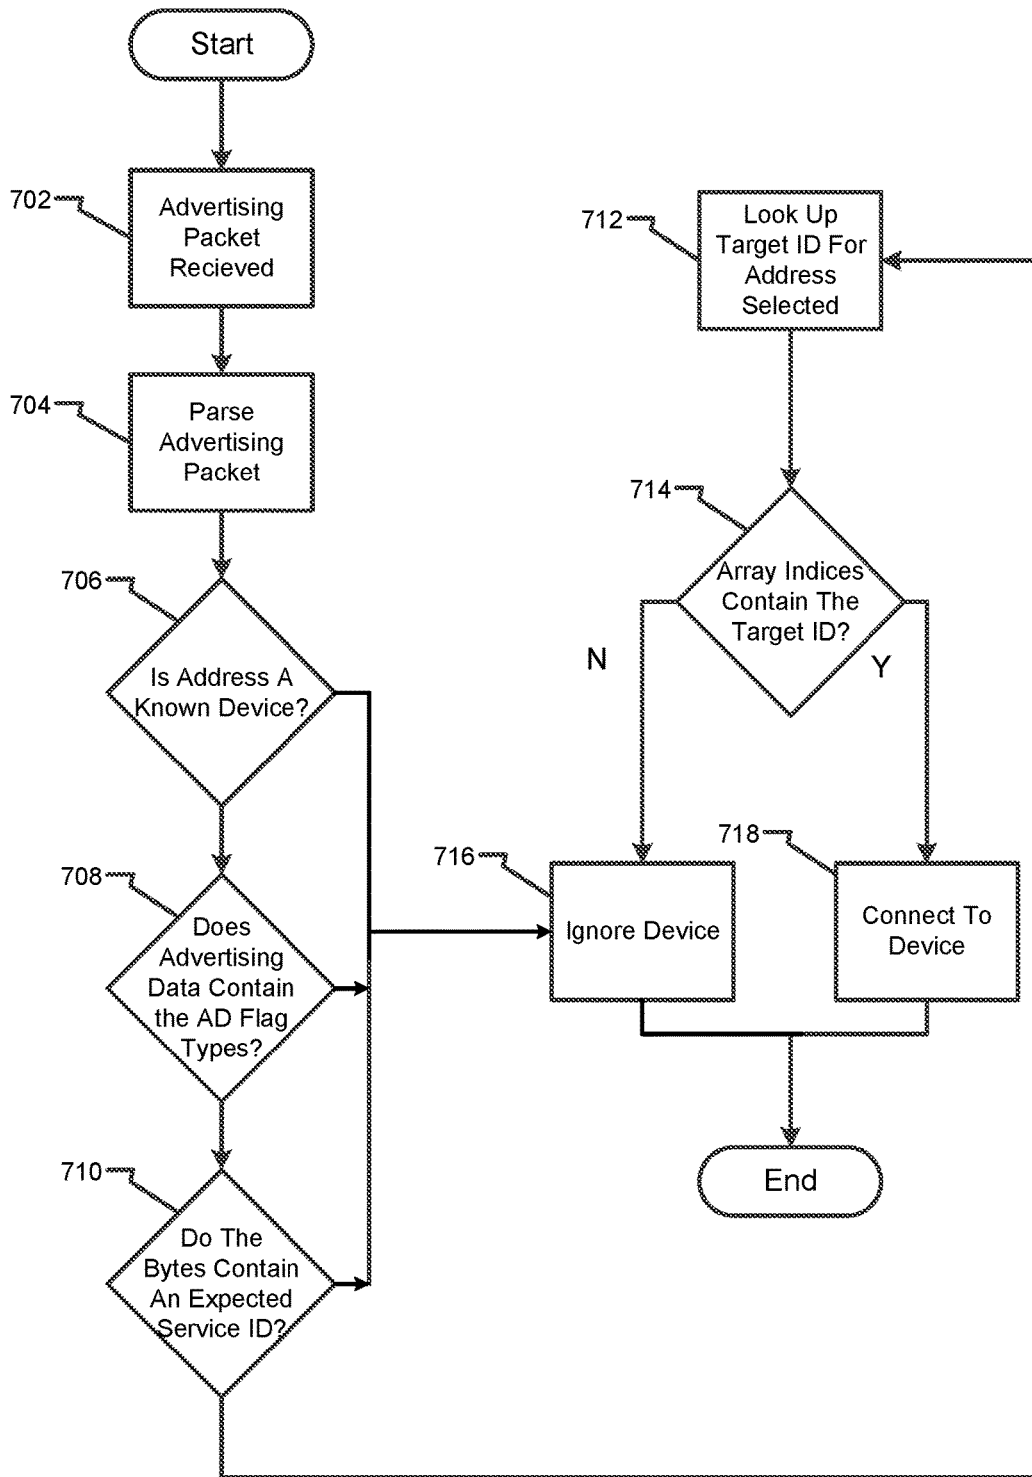 Start
702
Advertising
Packet
Recieved
704
Parse
Advertising
Packet
706
Is Address A
Known Device?
708
Does
Advertising
Data Contain
the AD Flag
Types?
710
Do The
Bytes Contain
An Expected
Service ID?
712
Look Up
Target ID For
Address
Selected
714
Array Indices
Contain The
Target ID?
N
Y
716
Ignore Device
718
Connect To
Device
End